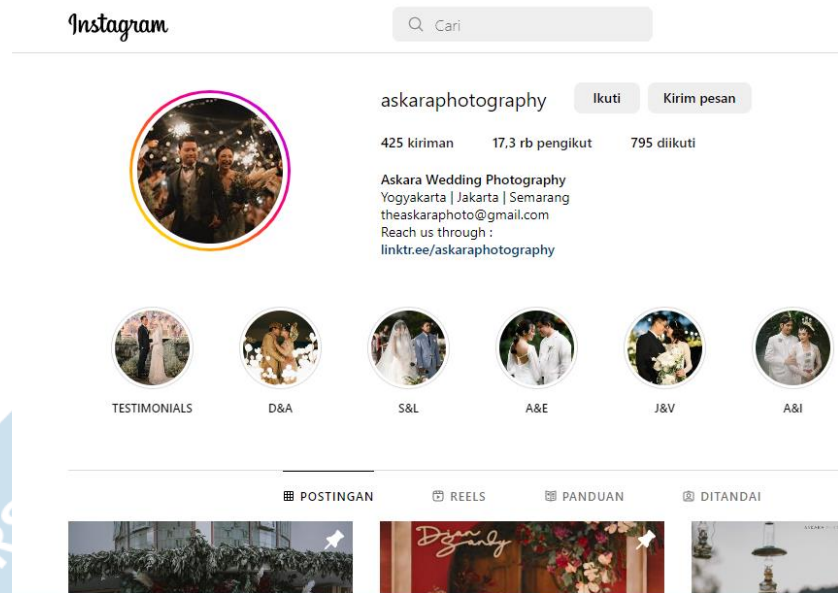 Instagram
Cari
askaraphotography Ikuti Kirim pesan
425 kiriman 17,3 rb pengikut 795 diikuti
Askara Wedding Photography
Yogyakarta | Jakarta | Semarang
theaskaraphoto@gmail.com
Reach us through :
linktr.ee/askaraphotography
TESTIMONIALS D&A S&L A&E J&V A&I
POSTINGAN REELS PANDUAN DITANDAI